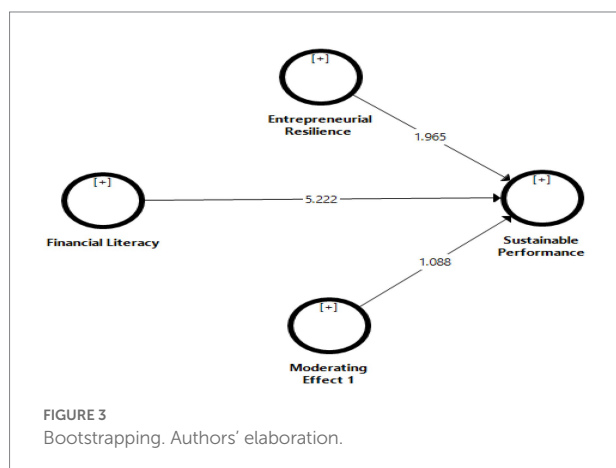 [+]
Entrepreneurial
Resilience
1.965
[+]
Financial Literacy
5.222
[+]
Sustainable
Performance
1.088
[+]
Moderating
Effect 1
FIGURE 3
Bootstrapping. Authors’ elaboration.